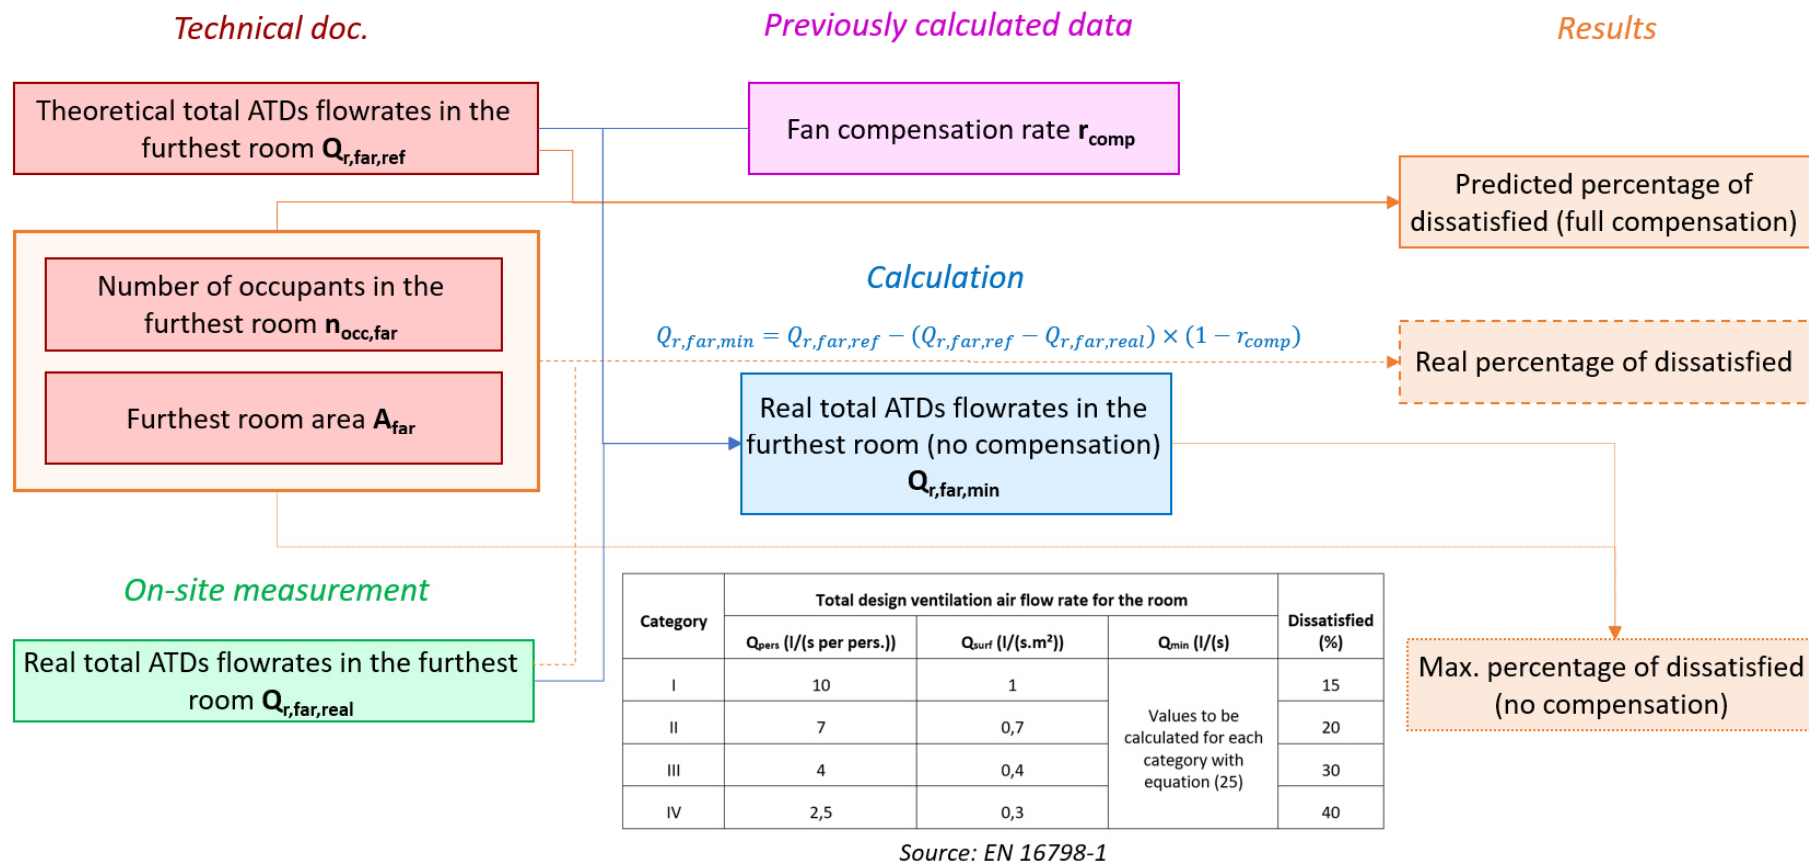 Technical doc.
Previously calculated data
Results
Theoretical total ATDs flowrates in the
furthest room Qr,far,ref
Fan compensation rate rcomp
Predicted percentage of
dissatisfied (full compensation)
Number of occupants in the
furthest room nocc,far
Furthest room area Afar
Calculation
Qr,far,min = Qr,far,ref − (Qr,far,ref − Qr,far,real) × (1 − rcomp)
Real percentage of dissatisfied
Real total ATDs flowrates in the
furthest room (no compensation)
Qr,far,min
On-site measurement
Real total ATDs flowrates in the furthest
room Qr,far,real
Max. percentage of dissatisfied
(no compensation)
Category
Total design ventilation air flow rate for the room
Dissatisfied
(%)
Qpers (l/(s per pers.)) Qsurf (l/(s.m²)) Qmin (l/(s)
I 10 1 15
II 7 0,7 20
III 4 0,4 30
IV 2,5 0,3 40
Values to be
calculated for each
category with
equation (25)
Source: EN 16798-1